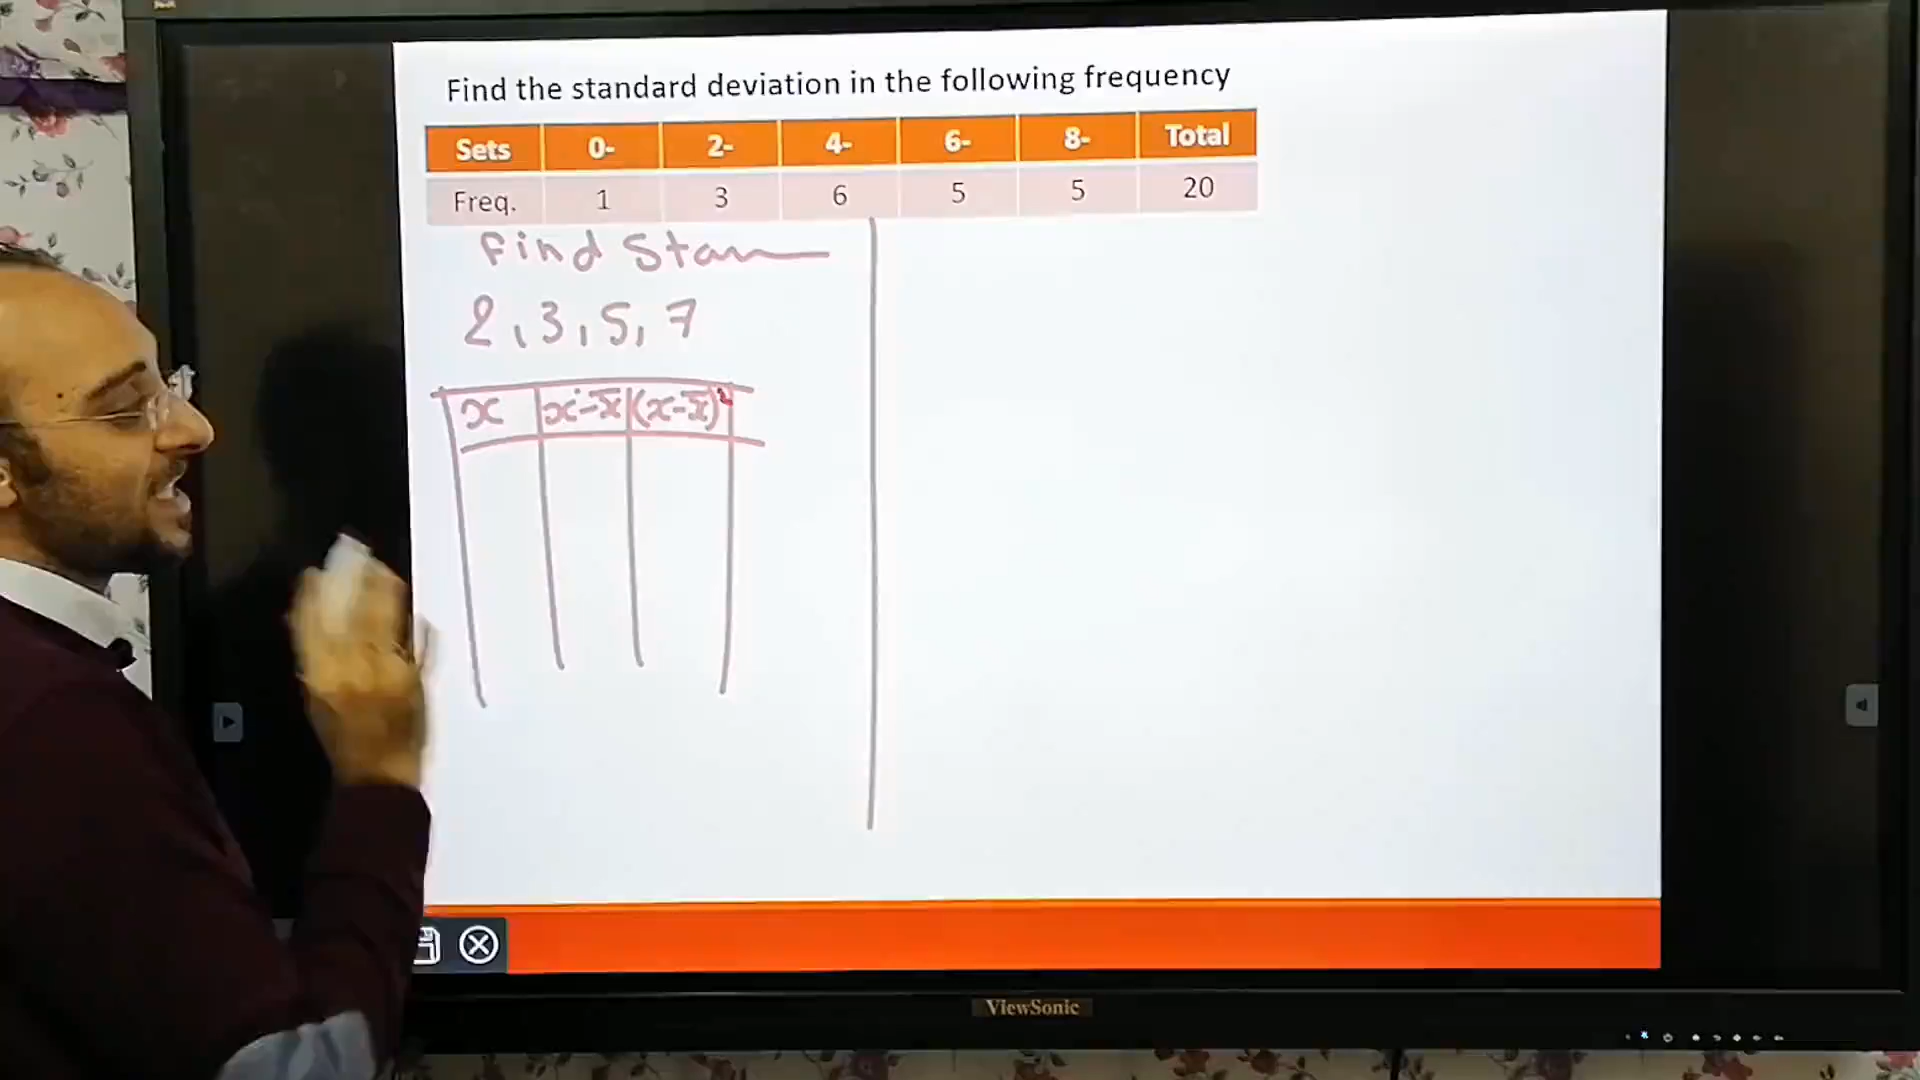 Find the standard deviation in the following frequency
Sets 0- 2- 4- 6- 8- Total
Freq. 1 3 6 5 5 20
Find Stan
2, 3, 5, 7
x x-x̄ (x-x̄)²
ViewSonic